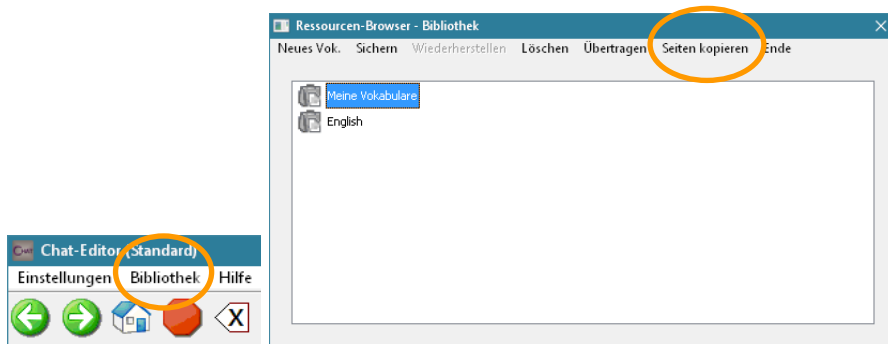 Ressourcen-Browser - Bibliothek
Neues Vok. Sichern Wiederherstellen Löschen Übertragen Seiten kopieren Ende
Meine Vokabulare
English
CHAT Chat-Editor (Standard)
Einstellungen Bibliothek Hilfe
X